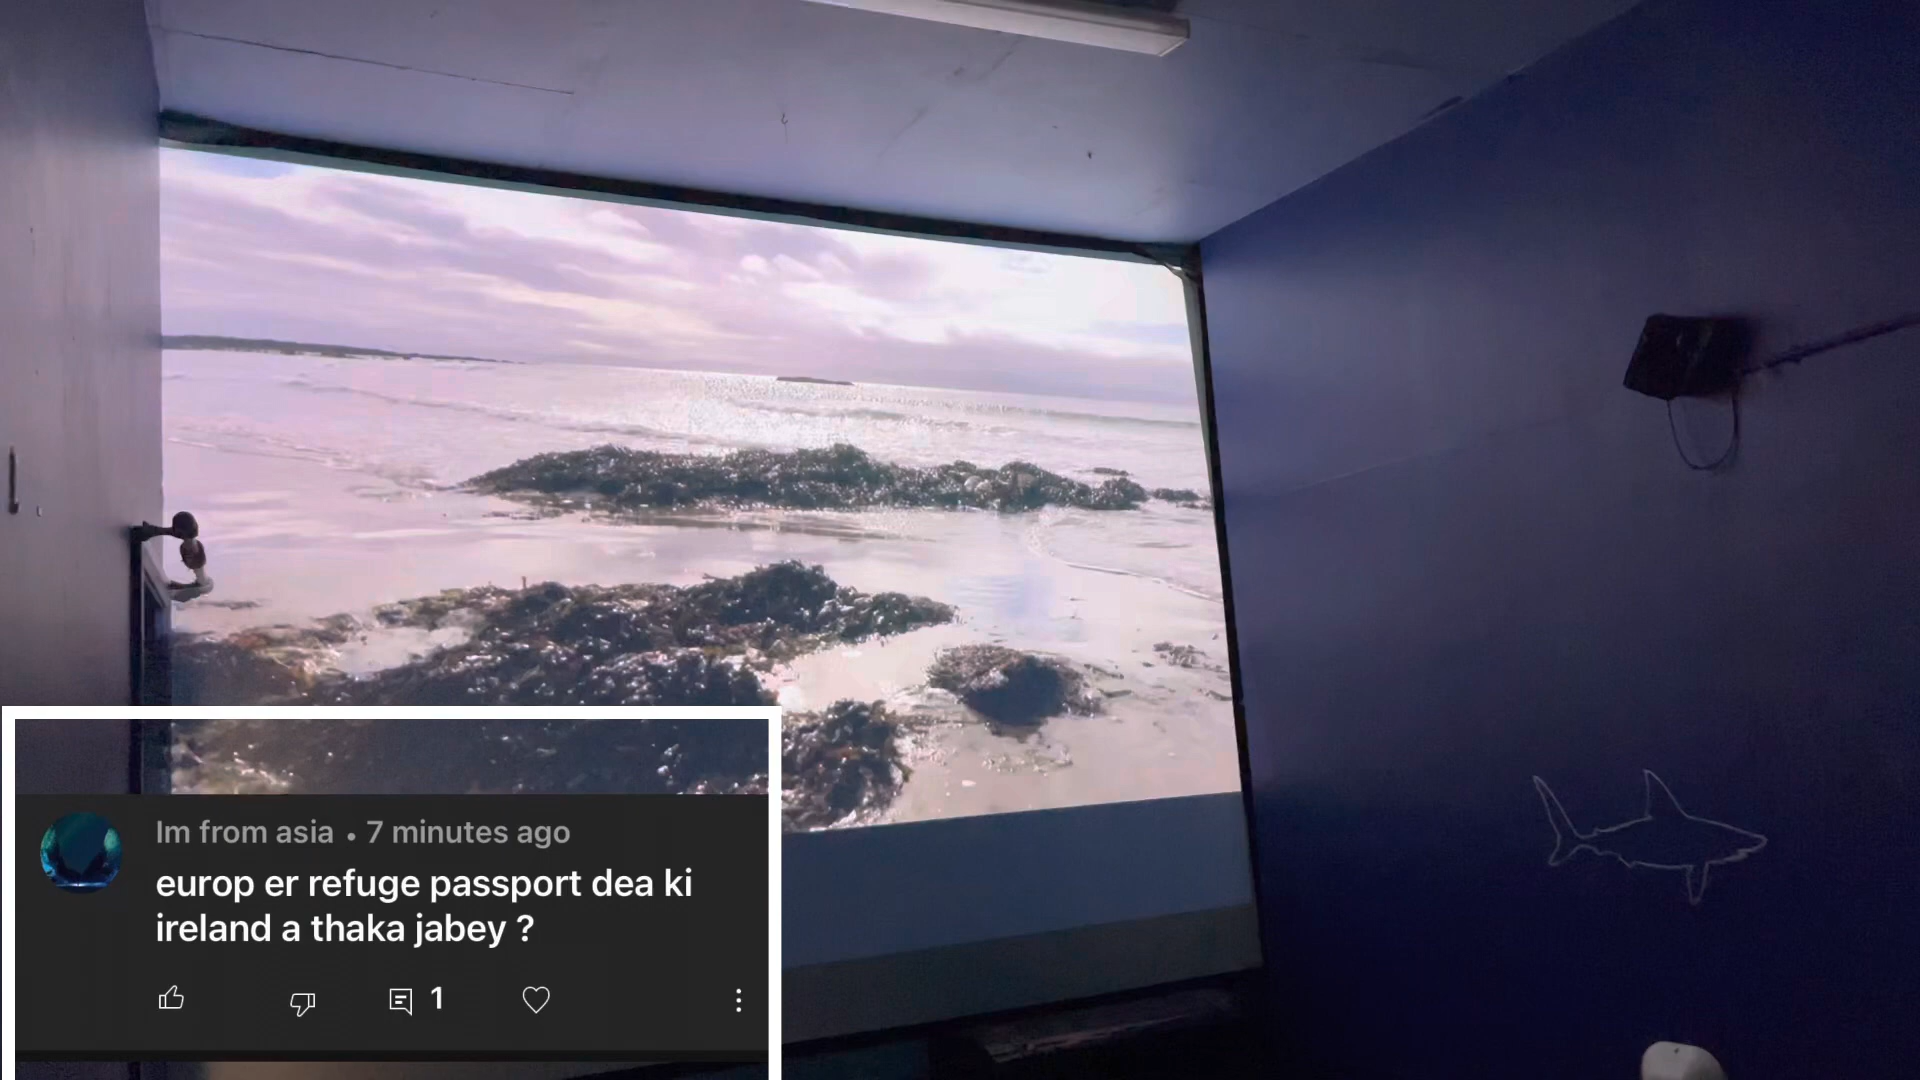 Im from asia • 7 minutes ago
europ er refuge passport dea ki
ireland a thaka jabey ?
1